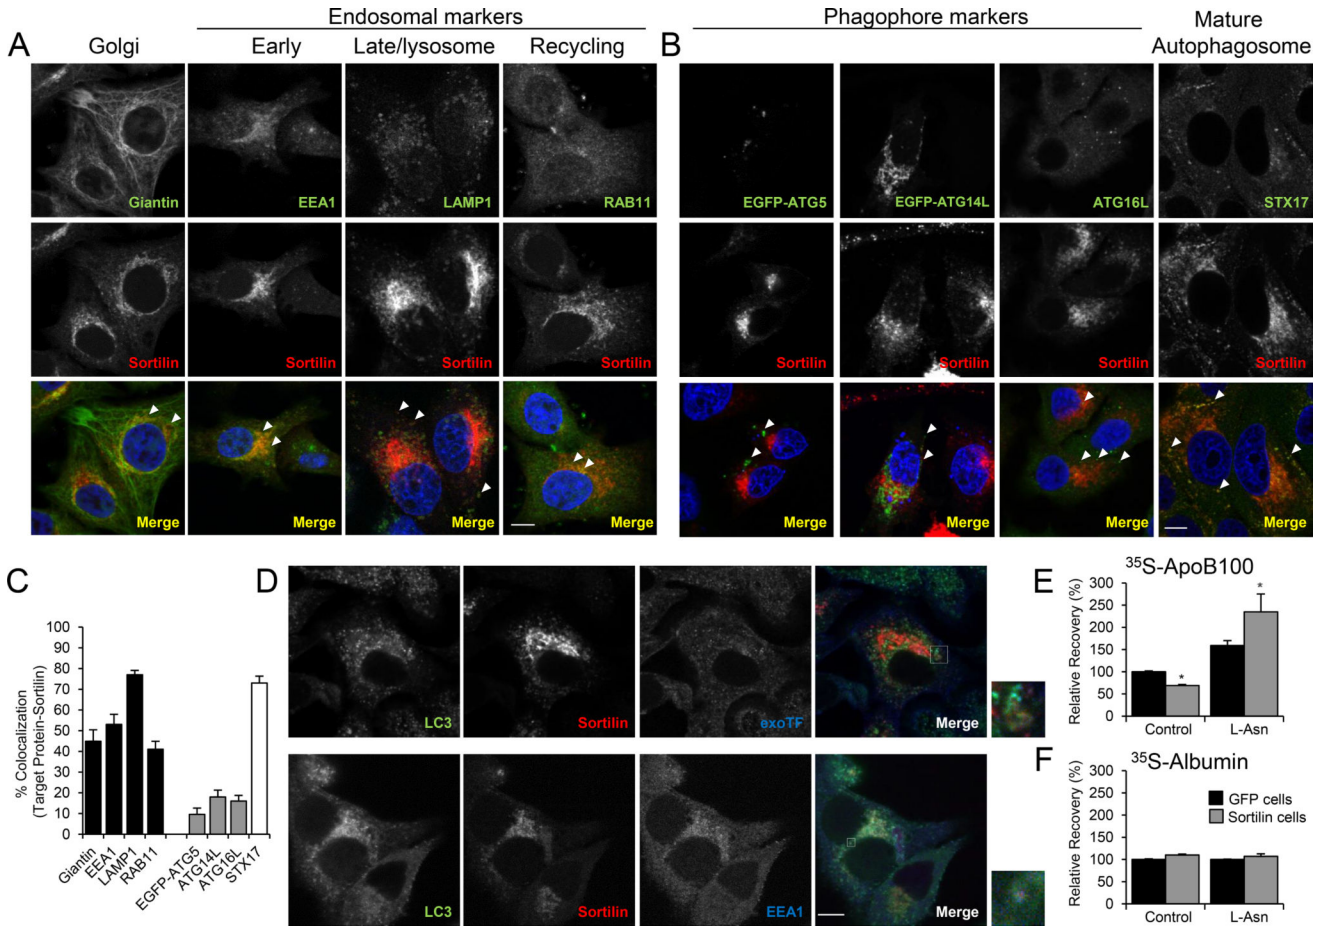 Endosomal markers
Phagophore markers
Mature
Autophagosome
A
Golgi
Early
Late/lysosome
Recycling
B
Giantin
EEA1
LAMP1
RAB11
EGFP-ATG5
EGFP-ATG14L
ATG16L
STX17
Sortilin
Sortilin
Sortilin
Sortilin
Sortilin
Sortilin
Sortilin
Sortilin
Merge
Merge
Merge
Merge
Merge
Merge
Merge
Merge
C
% Colocalization
(Target Protein-Sortilin)
100
90
80
70
60
50
40
30
20
10
0
Giantin
EEA1
LAMP1
RAB11
EGFP-ATG5
ATG14L
ATG16L
STX17
D
LC3
Sortilin
exoTF
Merge
LC3
Sortilin
EEA1
Merge
E
35S-ApoB100
Relative Recovery (%)
300
250
200
150
100
50
0
*
*
Control
L-Asn
F
35S-Albumin
Relative Recovery (%)
300
250
200
150
100
50
0
GFP cells
Sortilin cells
Control
L-Asn